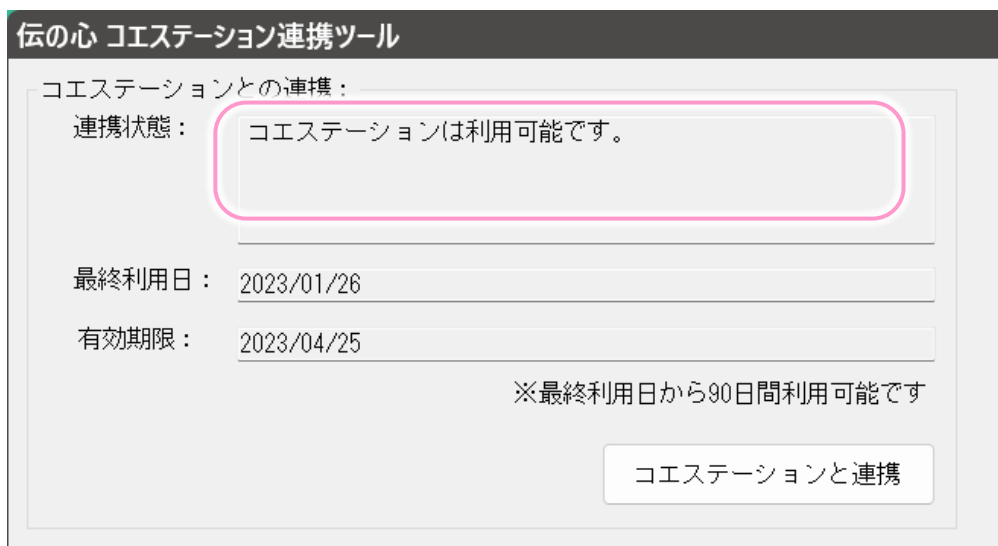 伝の心 コエステーション連携ツール
コエステーションとの連携：
連携状態： コエステーションは利用可能です。
最終利用日： 2023/01/26
有効期限： 2023/04/25
※最終利用日から90日間利用可能です
コエステーションと連携